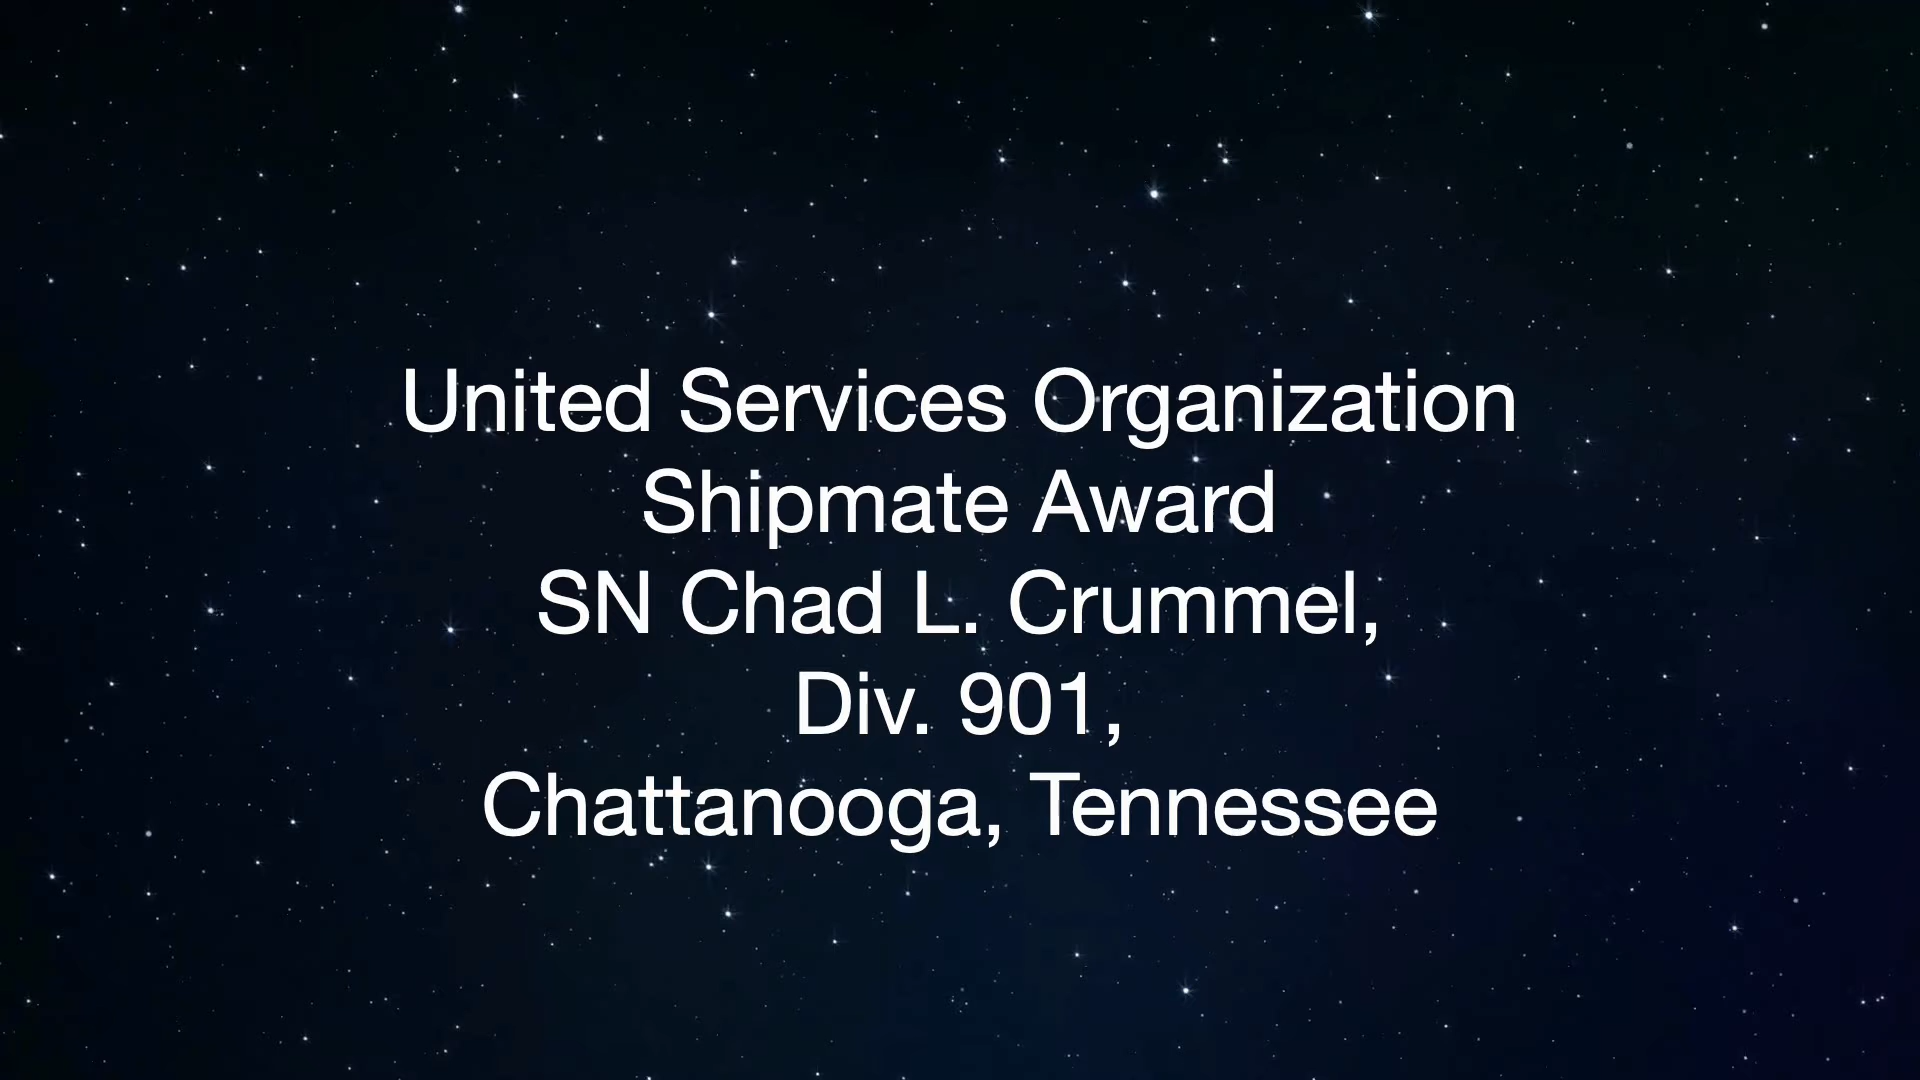 United Services Organization
Shipmate Award
SN Chad L. Crummel,
Div. 901,
Chattanooga, Tennessee